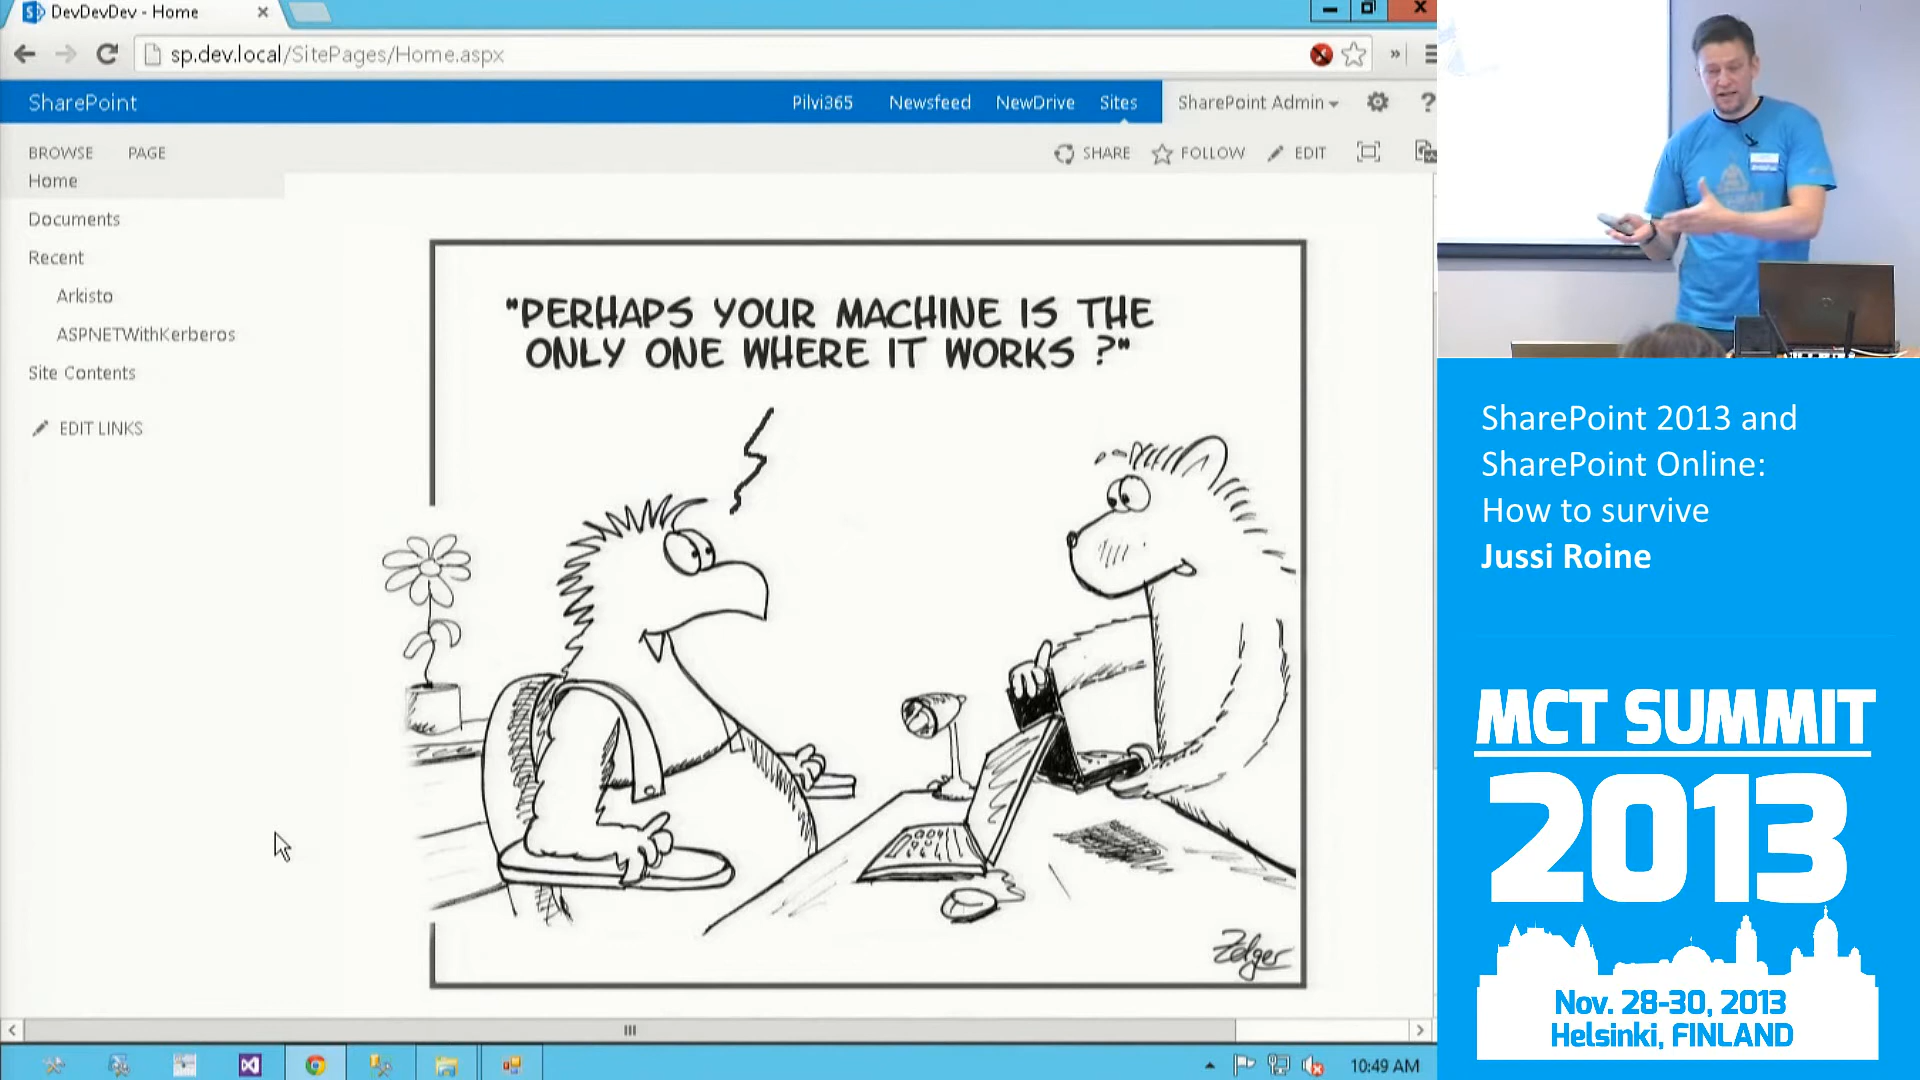 DevDevDev - Home
sp.dev.local/SitePages/Home.aspx
SharePoint
Pilvi365
Newsfeed
NewDrive
Sites
SharePoint Admin
?
BROWSE
PAGE
SHARE
FOLLOW
EDIT
Home
Documents
Recent
Arkisto
ASPNETWithKerberos
Site Contents
EDIT LINKS
"PERHAPS YOUR MACHINE IS THE
ONLY ONE WHERE IT WORKS ?"
Zelger
10:49 AM
SharePoint 2013 and
SharePoint Online:
How to survive
Jussi Roine
MCT SUMMIT
2013
Nov. 28-30, 2013
Helsinki, FINLAND